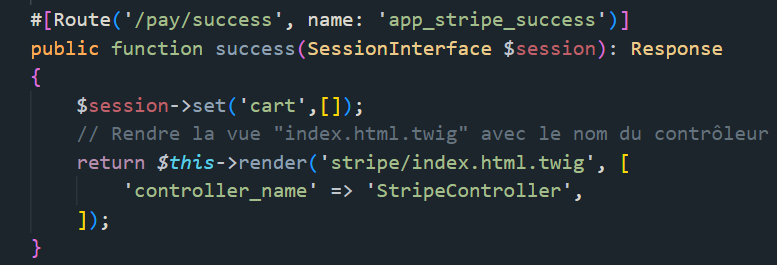 #[Route('/pay/success', name: 'app_stripe_success')]
public function success(SessionInterface $session): Response
{
    $session->set('cart',[]);
    // Rendre la vue "index.html.twig" avec le nom du contrôleur
    return $this->render('stripe/index.html.twig', [
        'controller_name' => 'StripeController',
    ]);
}